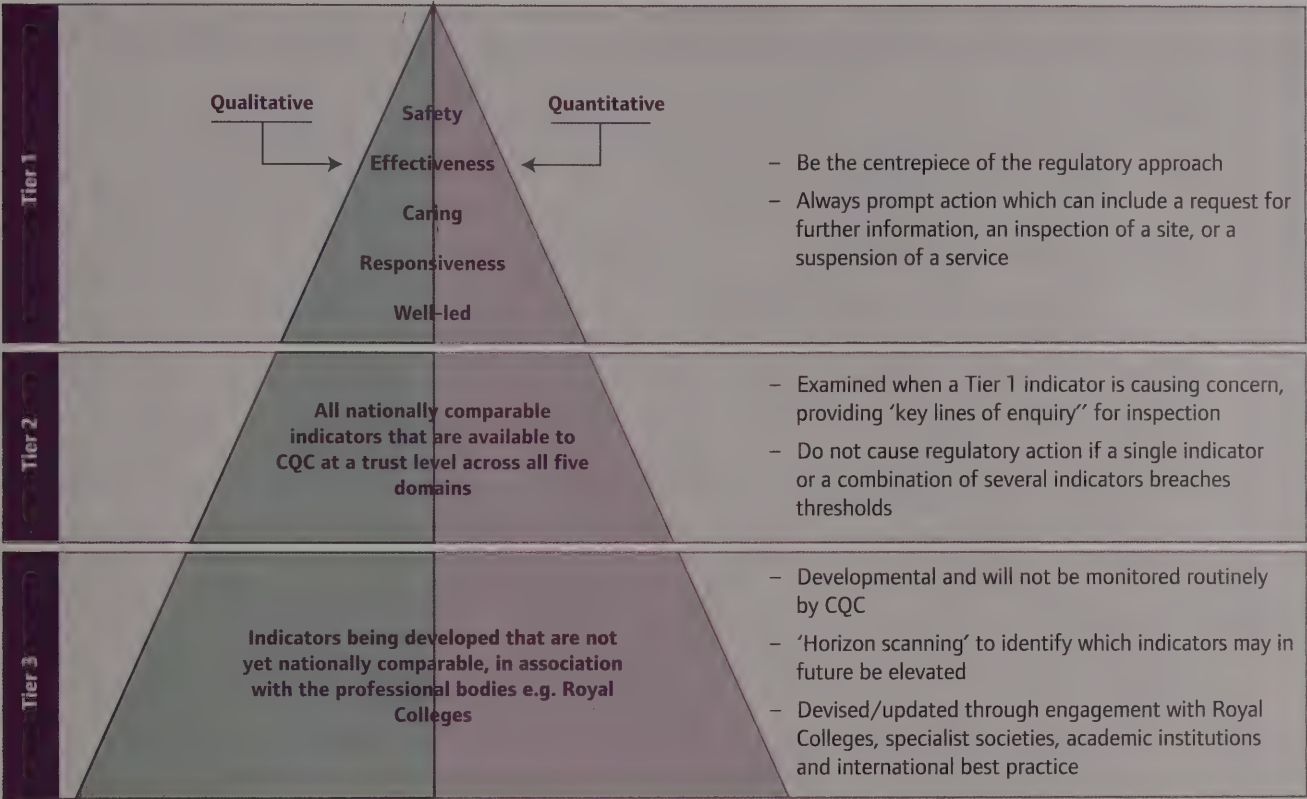 Tier 1
Qualitative
Quantitative
Safety
Effectiveness
Caring
Responsiveness
Well-led
– Be the centrepiece of the regulatory approach
– Always prompt action which can include a request for
further information, an inspection of a site, or a
suspension of a service
Tier 2
All nationally comparable
indicators that are available to
CQC at a trust level across all five
domains
– Examined when a Tier 1 indicator is causing concern,
providing ‘key lines of enquiry’’ for inspection
– Do not cause regulatory action if a single indicator
or a combination of several indicators breaches
thresholds
Tier 3
Indicators being developed that are not
yet nationally comparable, in association
with the professional bodies e.g. Royal
Colleges
– Developmental and will not be monitored routinely
by CQC
– ‘Horizon scanning’ to identify which indicators may in
future be elevated
– Devised/updated through engagement with Royal
Colleges, specialist societies, academic institutions
and international best practice